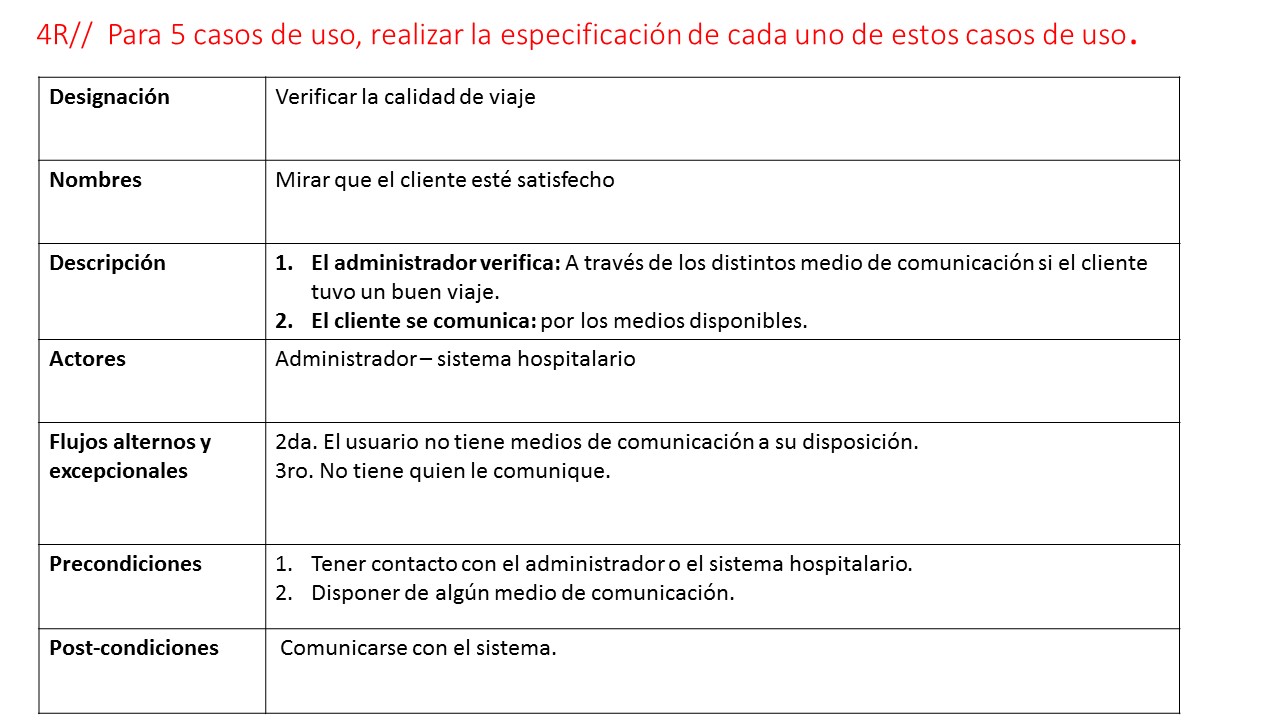 4R//  Para 5 casos de uso, realizar la especificación de cada uno de estos casos de uso.
Designación
Verificar la calidad de viaje
Nombres
Mirar que el cliente esté satisfecho
Descripción
1. El administrador verifica: A través de los distintos medio de comunicación si el cliente
tuvo un buen viaje.
2. El cliente se comunica: por los medios disponibles.
Actores
Administrador – sistema hospitalario
Flujos alternos y
excepcionales
2da. El usuario no tiene medios de comunicación a su disposición.
3ro. No tiene quien le comunique.
Precondiciones
1. Tener contacto con el administrador o el sistema hospitalario.
2. Disponer de algún medio de comunicación.
Post-condiciones
Comunicarse con el sistema.